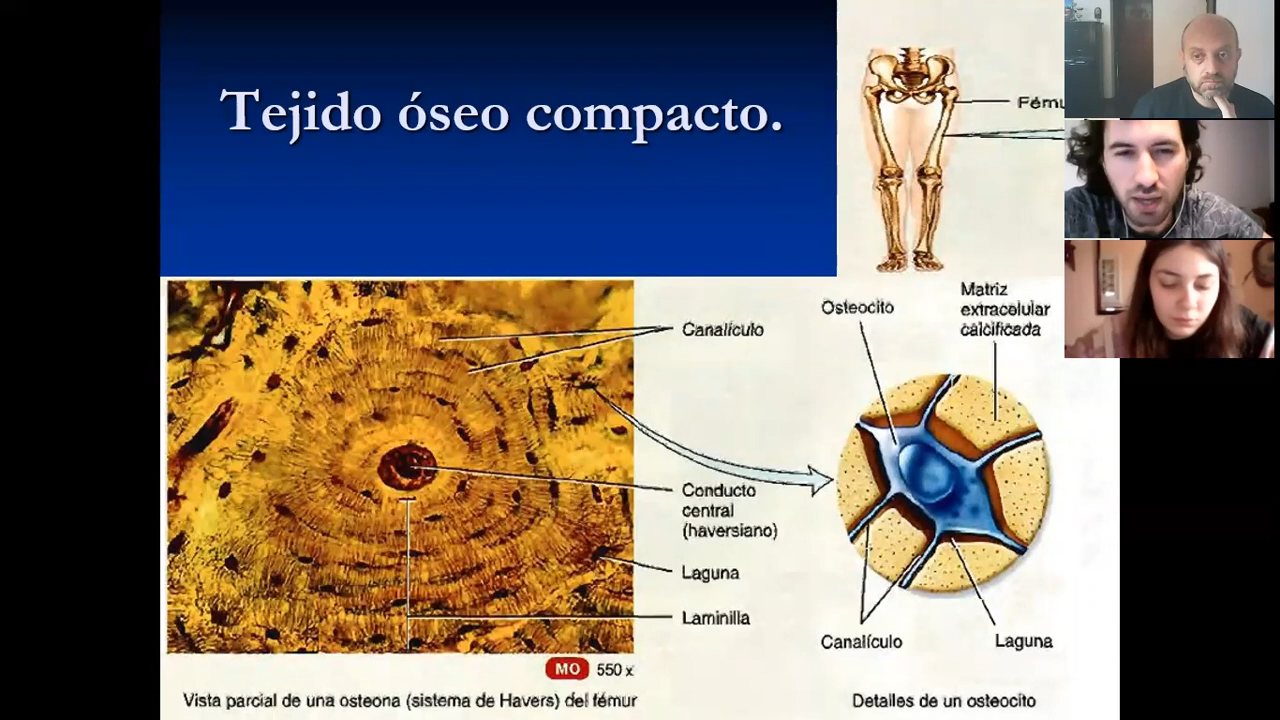 Tejido óseo compacto.
Canalículo
Conducto
central
(haversiano)
Laguna
Laminilla
MO 550 x
Vista parcial de una osteona (sistema de Havers) del fémur
Osteocito
Matriz
extracelular
calcificada
Canalículo
Laguna
Detalles de un osteocito